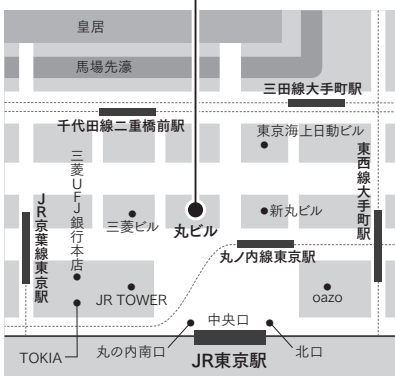 皇居
馬場先濠
三田線大手町駅
千代田線二重橋前駅
東京海上日動ビル
三菱UFJ銀行本店
東西線大手町駅
JR京葉線東京駅
三菱ビル
丸ビル
新丸ビル
丸ノ内線東京駅
JR TOWER
oazo
中央口
TOKIA
丸の内南口
JR東京駅
北口